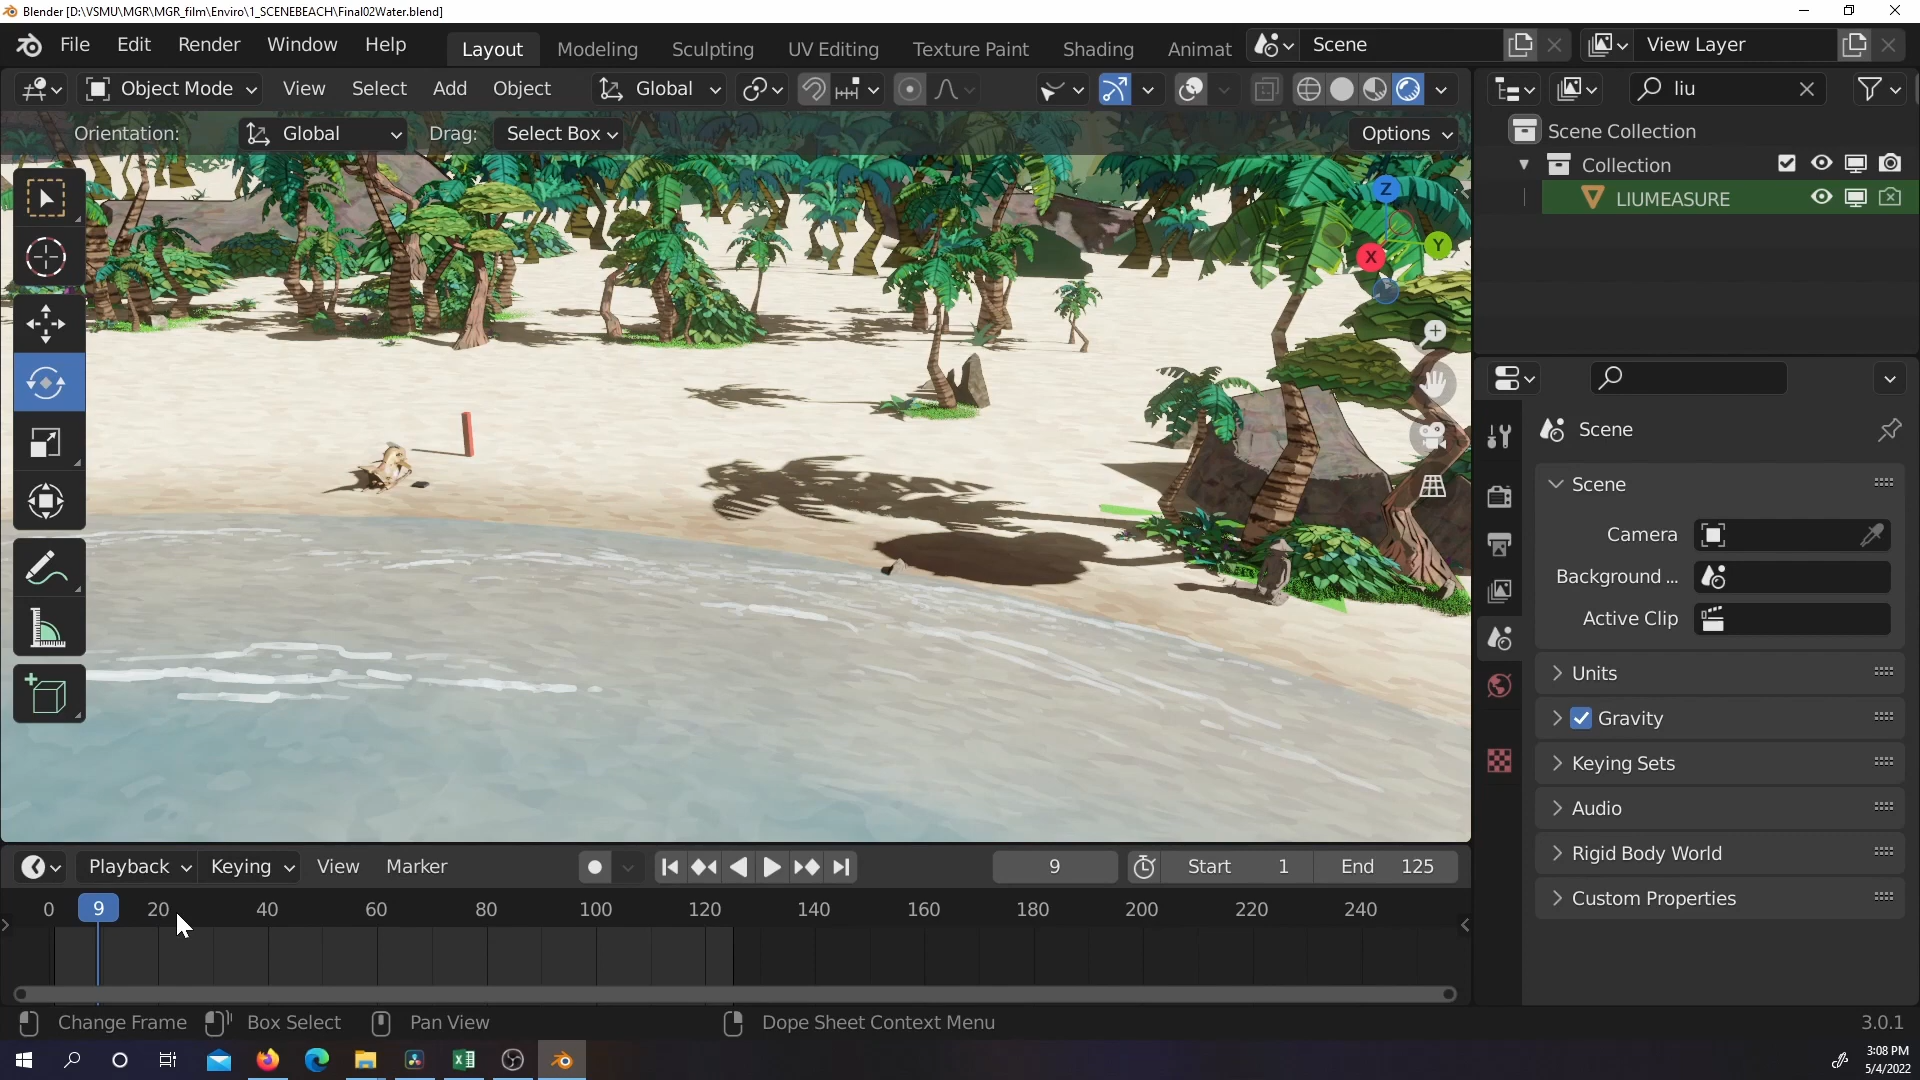 Blender [D:\VSMU\MGR\MGR_film\Enviro\1_SCENEBEACH\Final02Water.blend]
File Edit Render Window Help Layout Modeling Sculpting UV Editing Texture Paint Shading Animat Scene View Layer
Object Mode View Select Add Object Global liu
Orientation: Global Drag: Select Box Options
Scene Collection
Collection
LIUMEASURE
Z
Y
X
Scene
Scene
Camera
Background ...
Active Clip
Units
Gravity
Keying Sets
Audio
Rigid Body World
Custom Properties
Playback Keying View Marker 9 Start 1 End 125
0 9 20 40 60 80 100 120 140 160 180 200 220 240
Change Frame Box Select Pan View Dope Sheet Context Menu 3.0.1
3:08 PM
5/4/2022